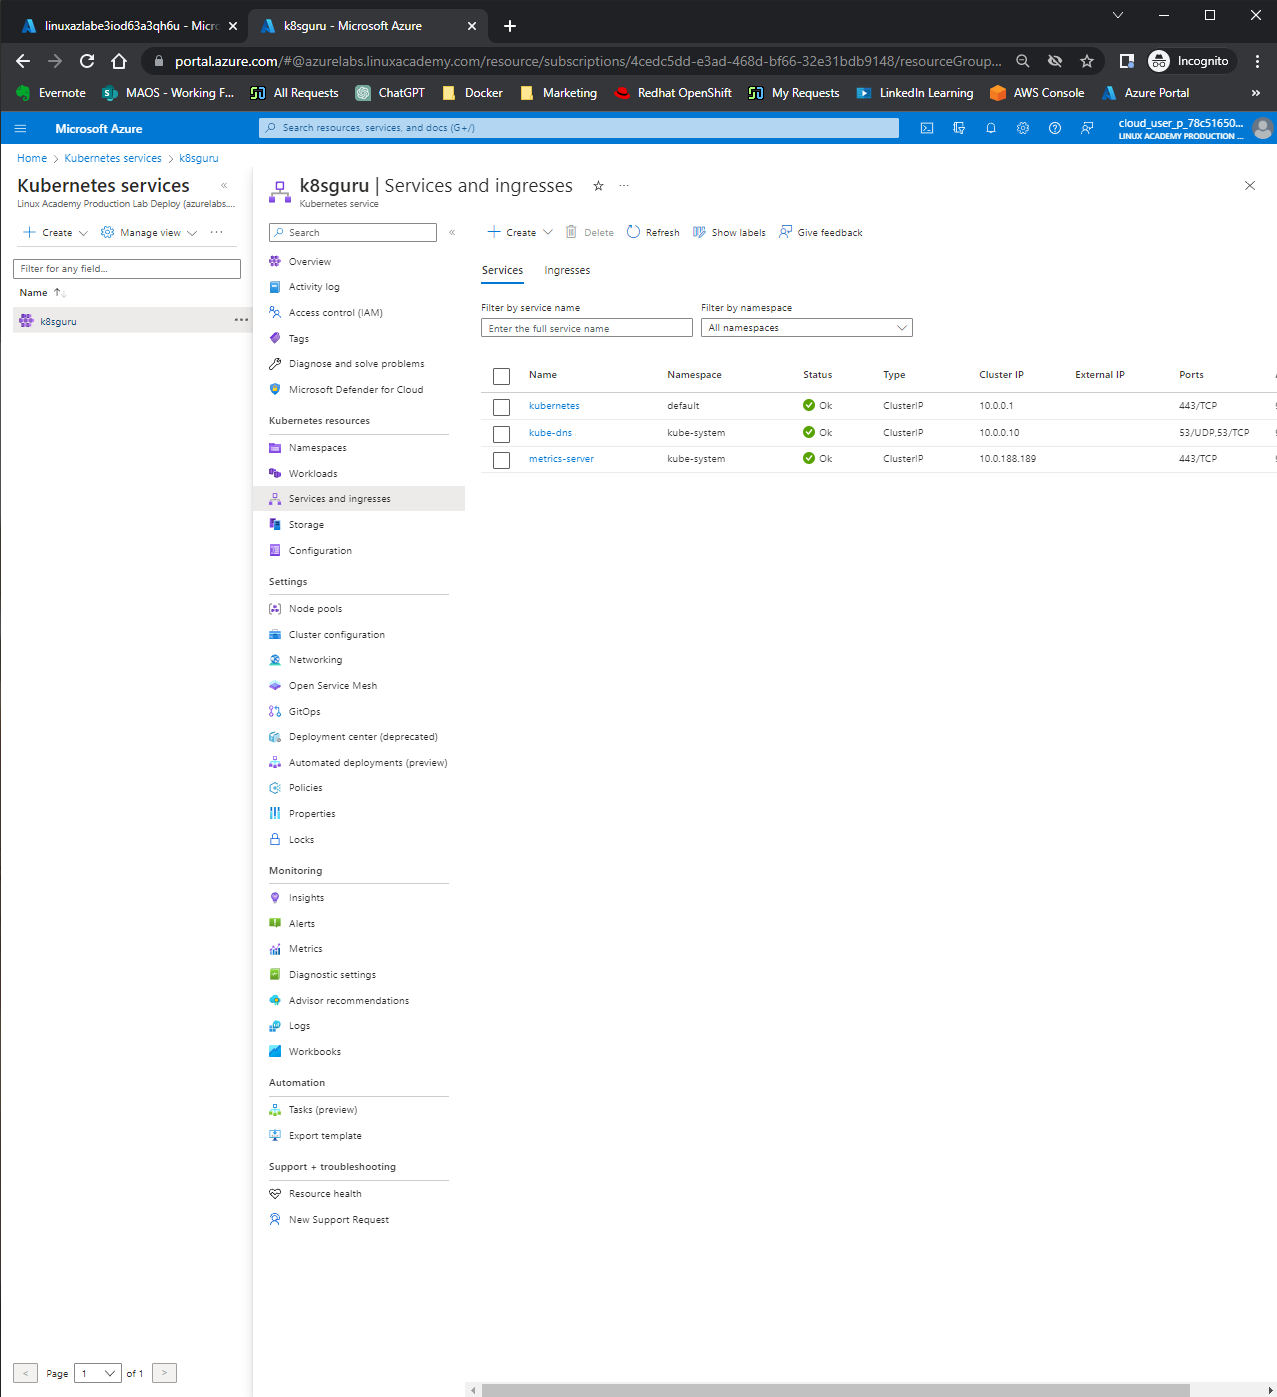 linuxazlabe3iod63a3qh6u - Micro
k8sguru - Microsoft Azure
portal.azure.com/#@azurelabs.linuxacademy.com/resource/subscriptions/4cedc5dd-e3ad-468d-bf66-32e31bdb9148/resourceGroup...
Incognito
Evernote
MAOS - Working F...
All Requests
ChatGPT
Docker
Marketing
Redhat OpenShift
My Requests
LinkedIn Learning
AWS Console
Azure Portal
»
Microsoft Azure
Search resources, services, and docs (G+/)
cloud_user_p_78c51650...
LINUX ACADEMY PRODUCTION ...
Home > Kubernetes services > k8sguru
Kubernetes services «
Linux Academy Production Lab Deploy (azurelabs....
Create
Manage view
...
Filter for any field...
Name ↑↓
k8sguru ...
< Page 1 of 1 >
k8sguru | Services and ingresses ...
Kubernetes service
Search «
Overview
Activity log
Access control (IAM)
Tags
Diagnose and solve problems
Microsoft Defender for Cloud
Kubernetes resources
Namespaces
Workloads
Services and ingresses
Storage
Configuration
Settings
Node pools
Cluster configuration
Networking
Open Service Mesh
GitOps
Deployment center (deprecated)
Automated deployments (preview)
Policies
Properties
Locks
Monitoring
Insights
Alerts
Metrics
Diagnostic settings
Advisor recommendations
Logs
Workbooks
Automation
Tasks (preview)
Export template
Support + troubleshooting
Resource health
New Support Request
Create
Delete
Refresh
Show labels
Give feedback
Services
Ingresses
Filter by service name
Filter by namespace
Enter the full service name
All namespaces
Name Namespace Status Type Cluster IP External IP Ports
kubernetes default Ok ClusterIP 10.0.0.1 443/TCP
kube-dns kube-system Ok ClusterIP 10.0.0.10 53/UDP,53/TCP
metrics-server kube-system Ok ClusterIP 10.0.188.189 443/TCP